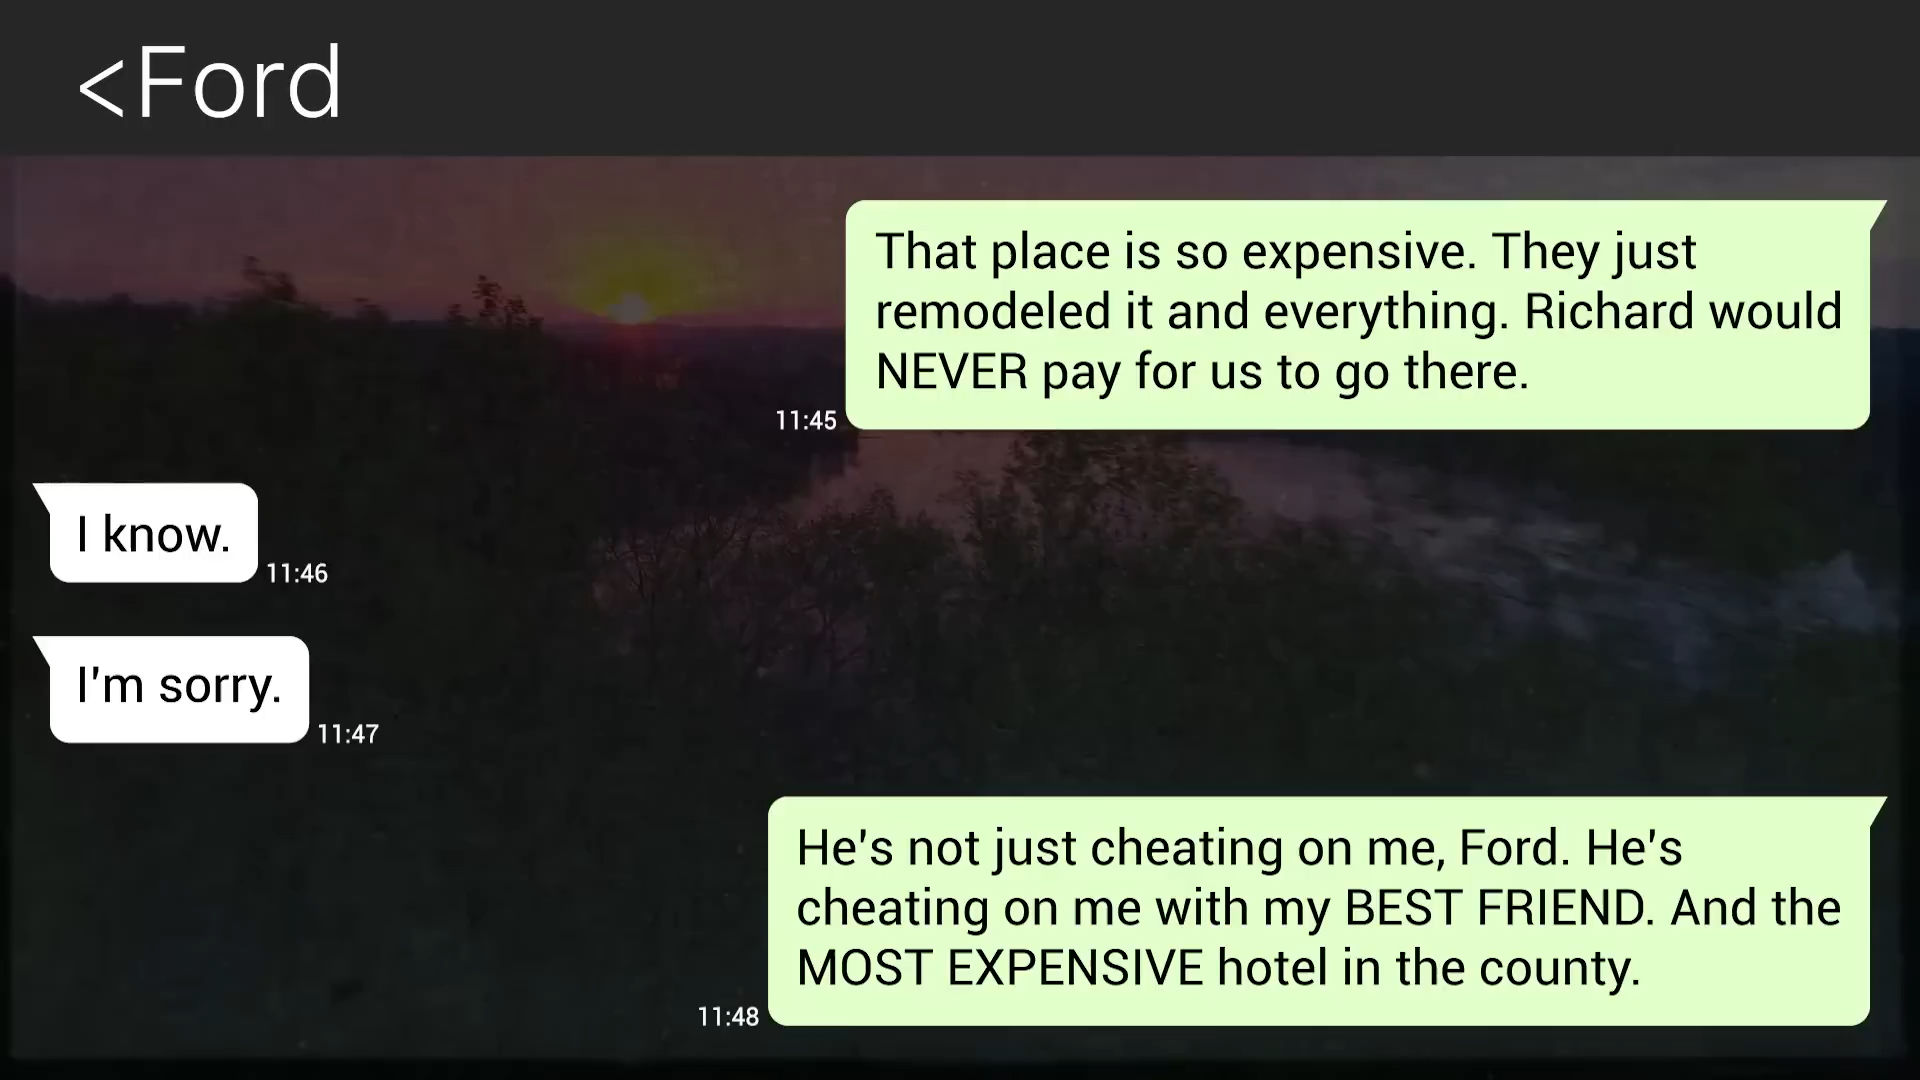 <Ford
That place is so expensive. They just
remodeled it and everything. Richard would
NEVER pay for us to go there.
11:45
I know.
11:46
I'm sorry.
11:47
He's not just cheating on me, Ford. He's
cheating on me with my BEST FRIEND. And the
MOST EXPENSIVE hotel in the county.
11:48